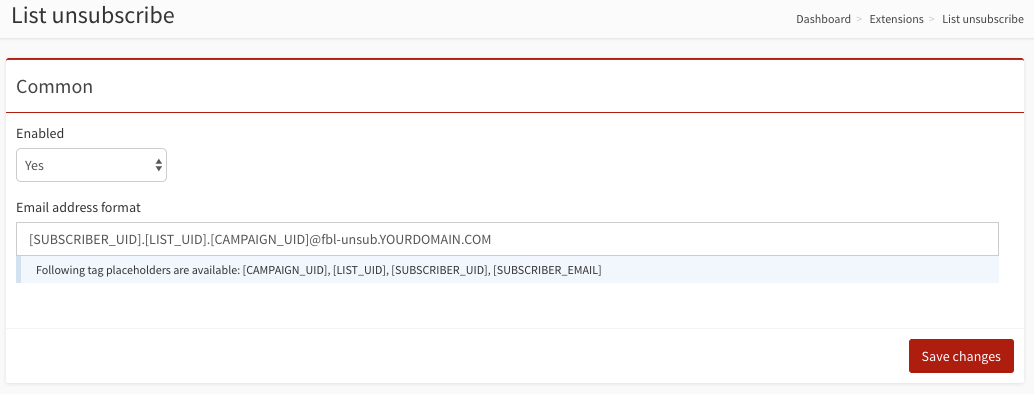 List unsubscribe
Dashboard > Extensions > List unsubscribe
Common
Enabled
Yes
Email address format
[SUBSCRIBER_UID].[LIST_UID].[CAMPAIGN_UID]@fbl-unsub.YOURDOMAIN.COM
Following tag placeholders are available: [CAMPAIGN_UID], [LIST_UID], [SUBSCRIBER_UID], [SUBSCRIBER_EMAIL]
Save changes